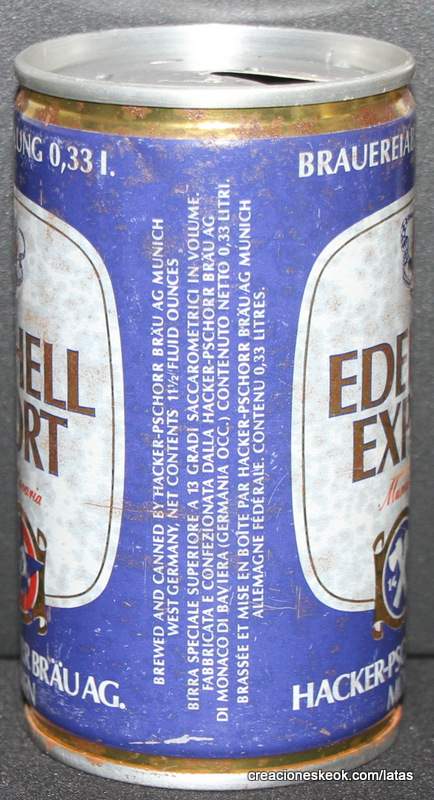 UNG 0,33 l.
HELL
ORT
BRÄU AG.
BREWED AND CANNED BY HACKER-PSCHORR BRÄU AG MUNICH
WEST GERMANY, NET CONTENTS 11½ FLUID OUNCES
BIRRA SPECIALE SUPERIORE A 13 GRADI SACCAROMETRICI IN VOLUME.
FABBRICATA E CONFEZIONATA DALLA HACKER-PSCHORR BRÄU AG
DI MONACO DI BAVIERA (GERMANIA OCC.) CONTENUTO NETTO 0,33 LITRI.
BRASSEE ET MISE EN BOÎTE PAR HACKER-PSCHORR BRÄU AG MUNICH
ALLEMAGNE FÉDERALE. CONTENU 0,33 LITRES.
BRAUEREIA
EDE
EXP
HACKER-PSC
creacioneskeok.com/latas